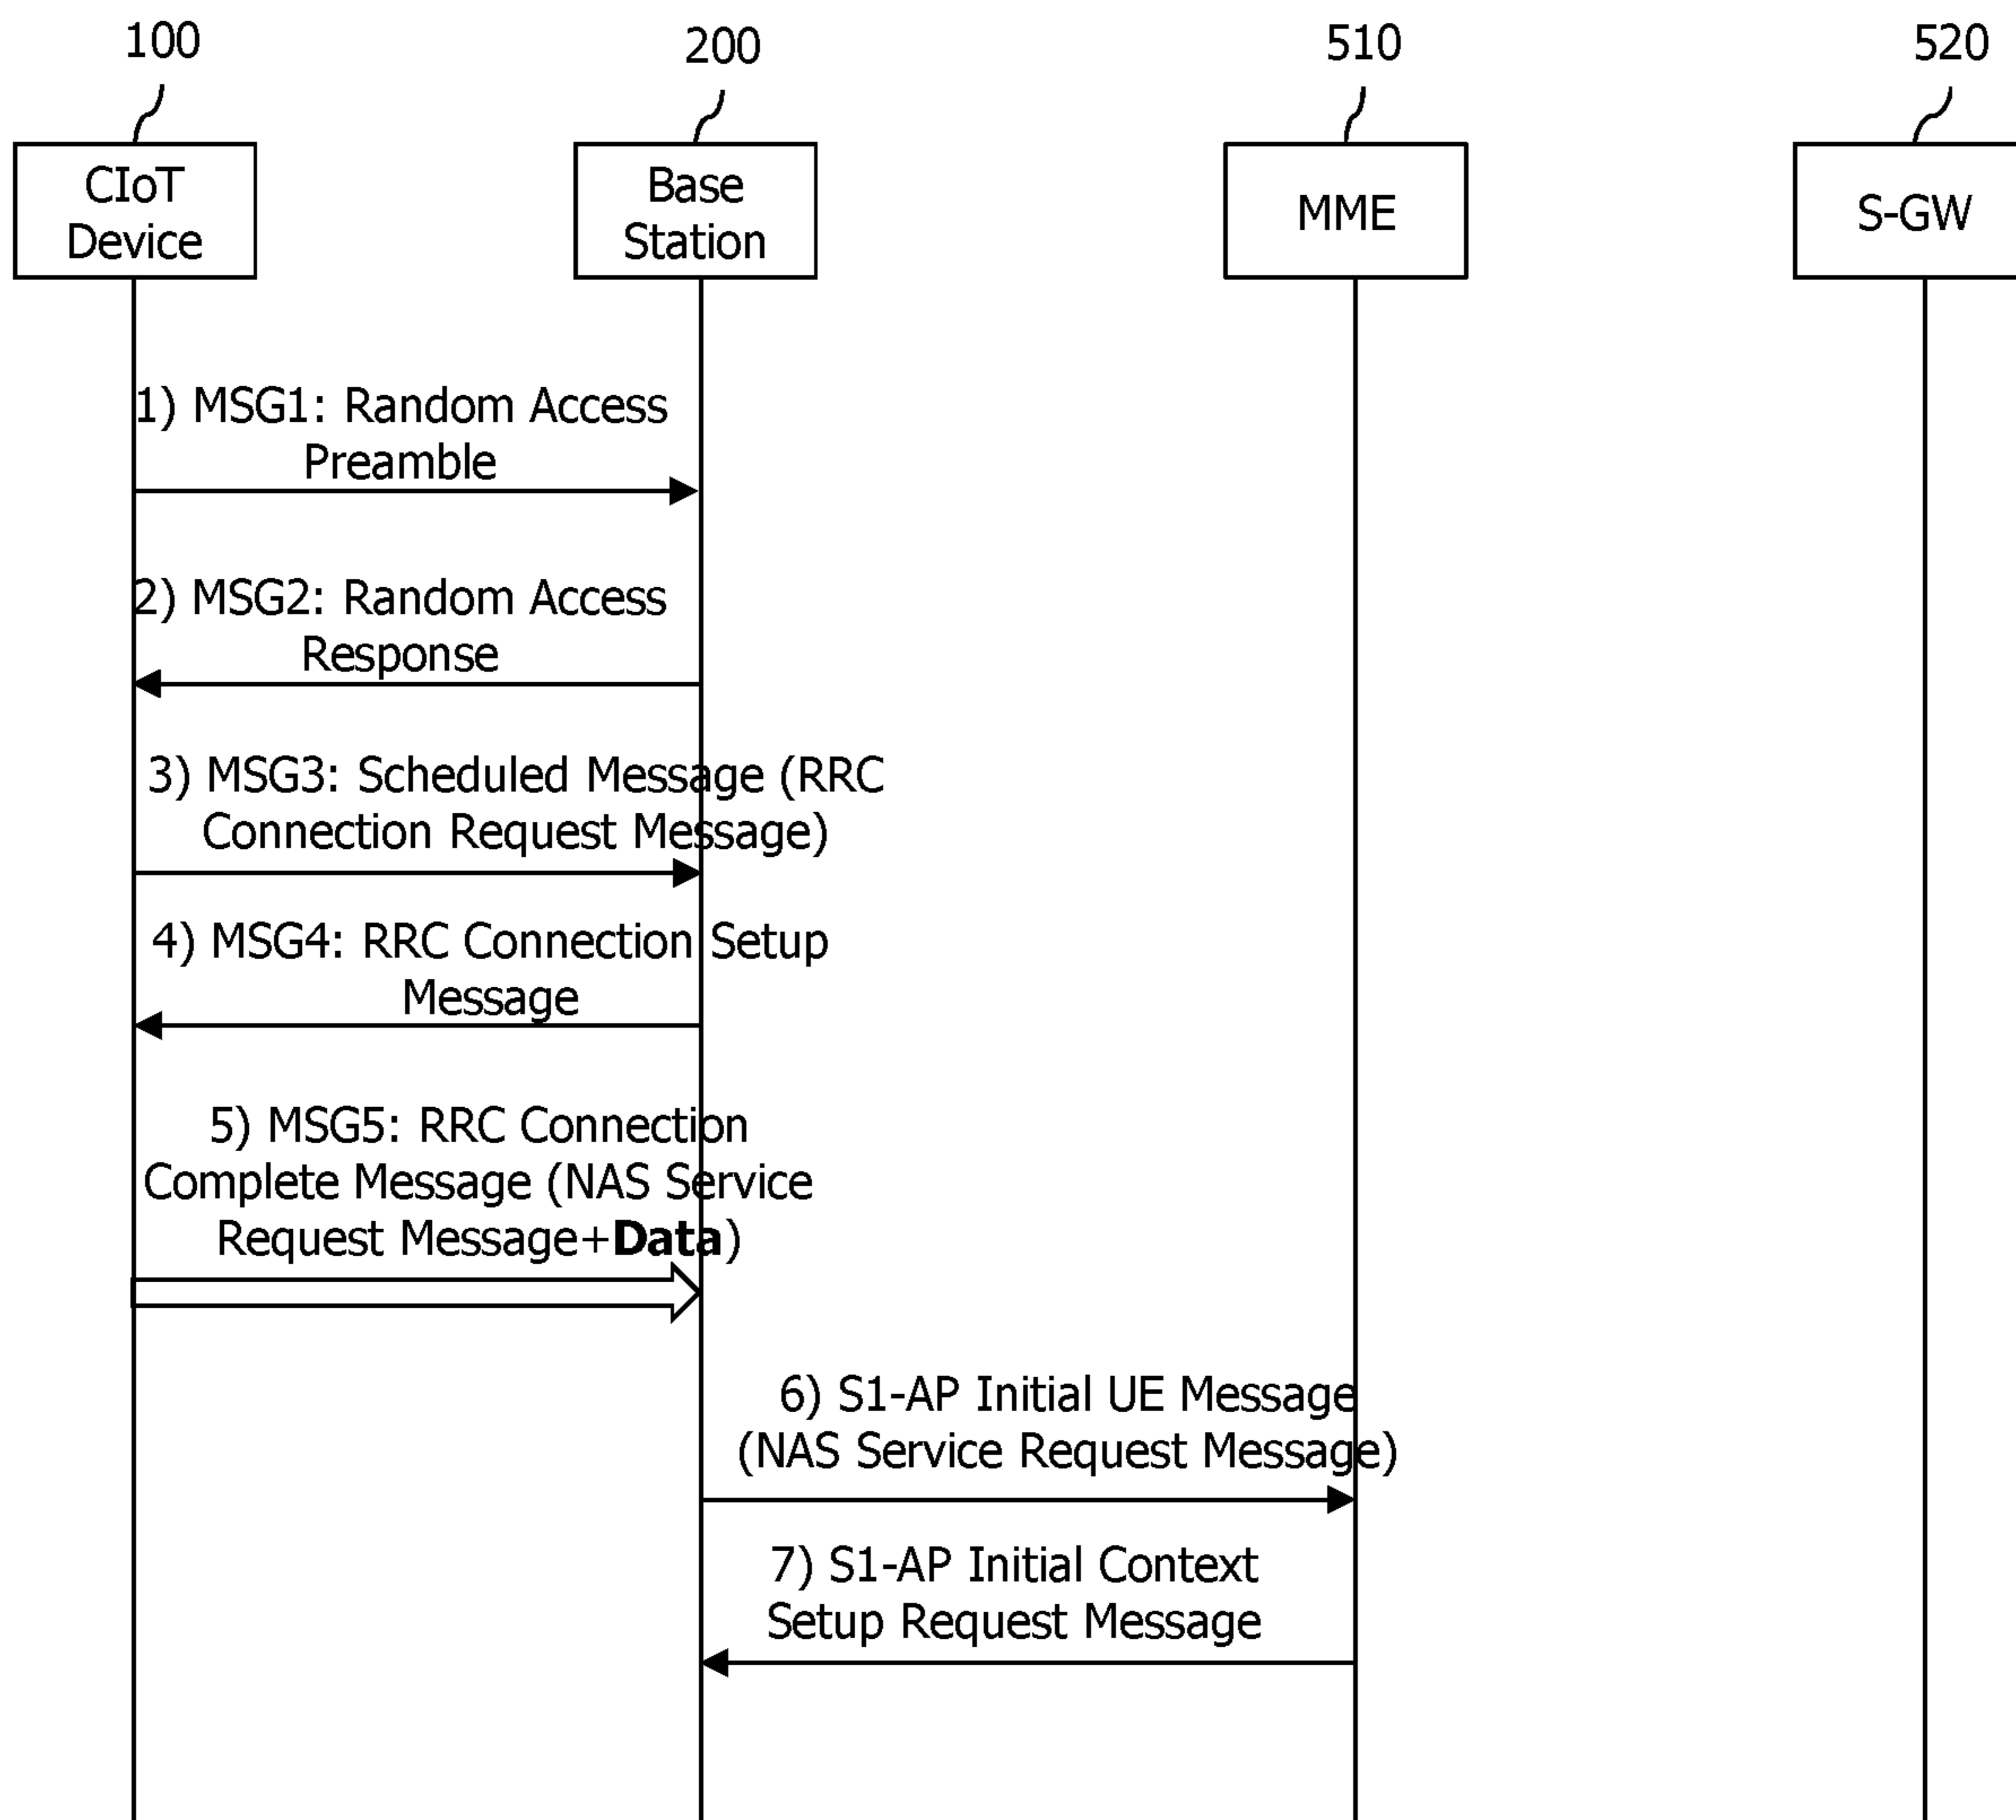 100
200
510
520
CIoT
Device
Base
Station
MME
S-GW
1) MSG1: Random Access
Preamble
2) MSG2: Random Access
Response
3) MSG3: Scheduled Message (RRC
Connection Request Message)
4) MSG4: RRC Connection Setup
Message
5) MSG5: RRC Connection
Complete Message (NAS Service
Request Message+Data)
6) S1-AP Initial UE Message
(NAS Service Request Message)
7) S1-AP Initial Context
Setup Request Message